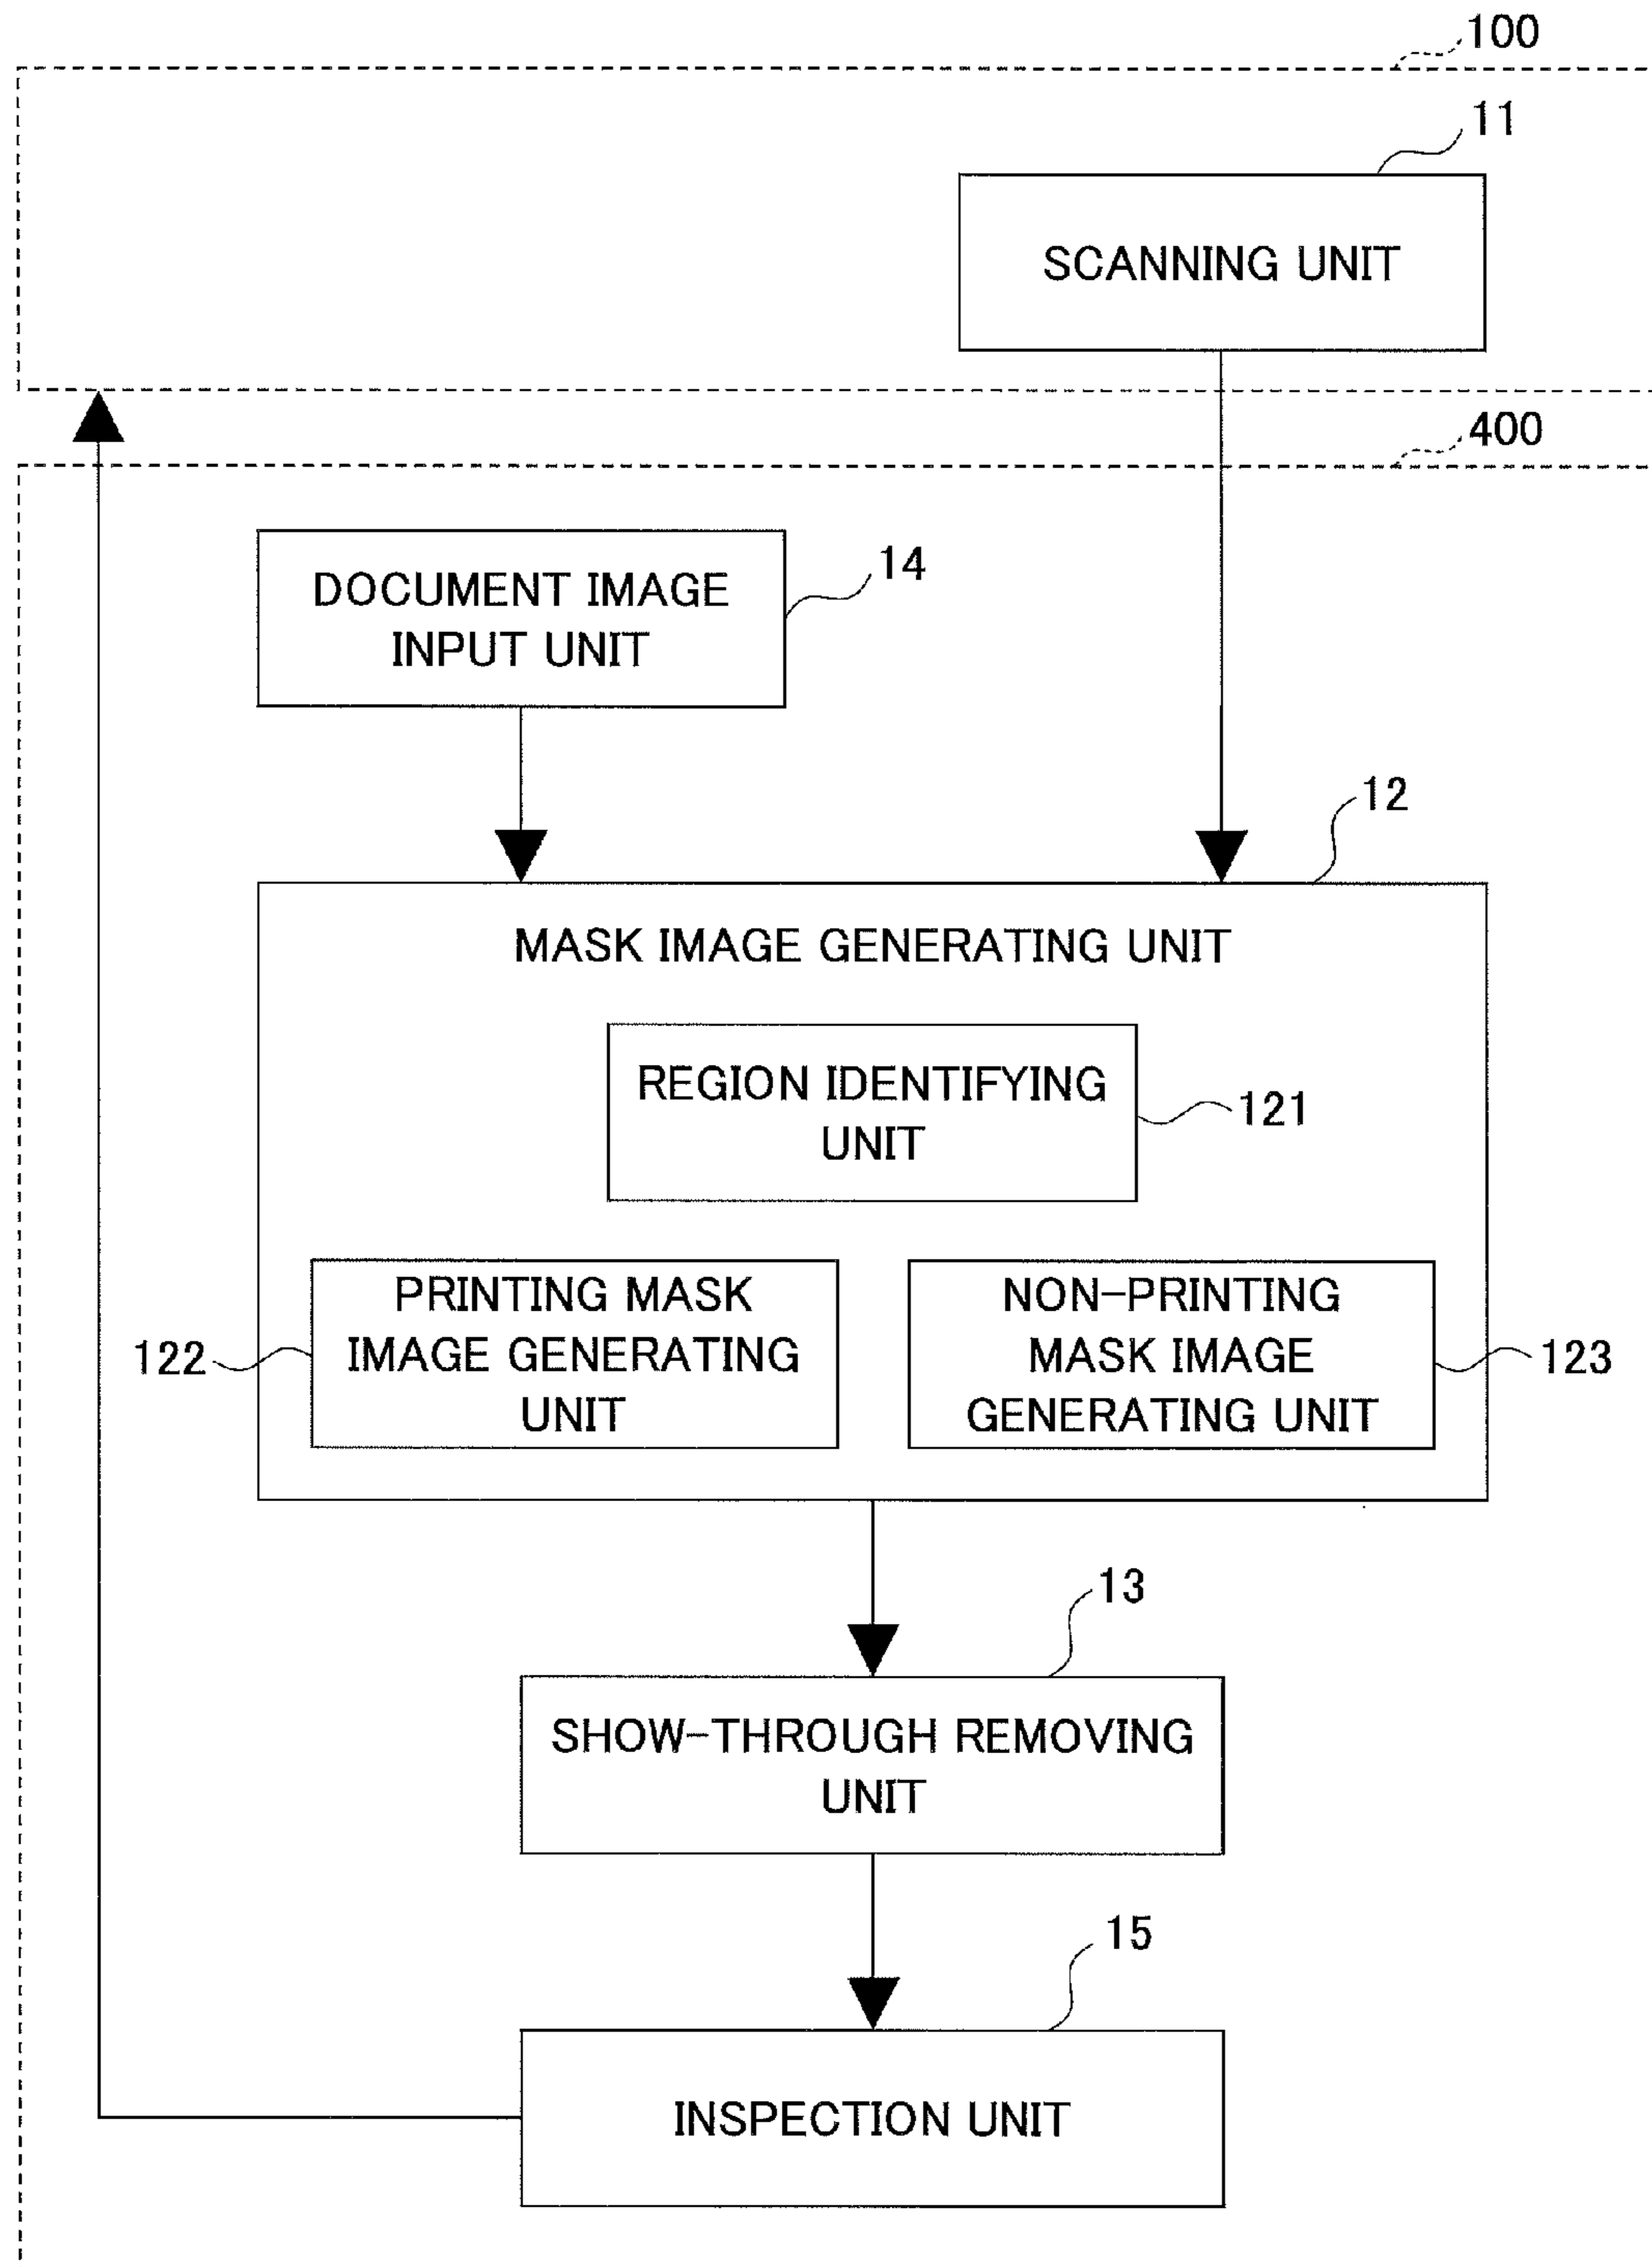 100
11
SCANNING UNIT
400
14
DOCUMENT IMAGE
INPUT UNIT
12
MASK IMAGE GENERATING UNIT
REGION IDENTIFYING
UNIT
121
122
PRINTING MASK
IMAGE GENERATING
UNIT
NON-PRINTING
MASK IMAGE
GENERATING UNIT
123
13
SHOW-THROUGH REMOVING
UNIT
15
INSPECTION UNIT